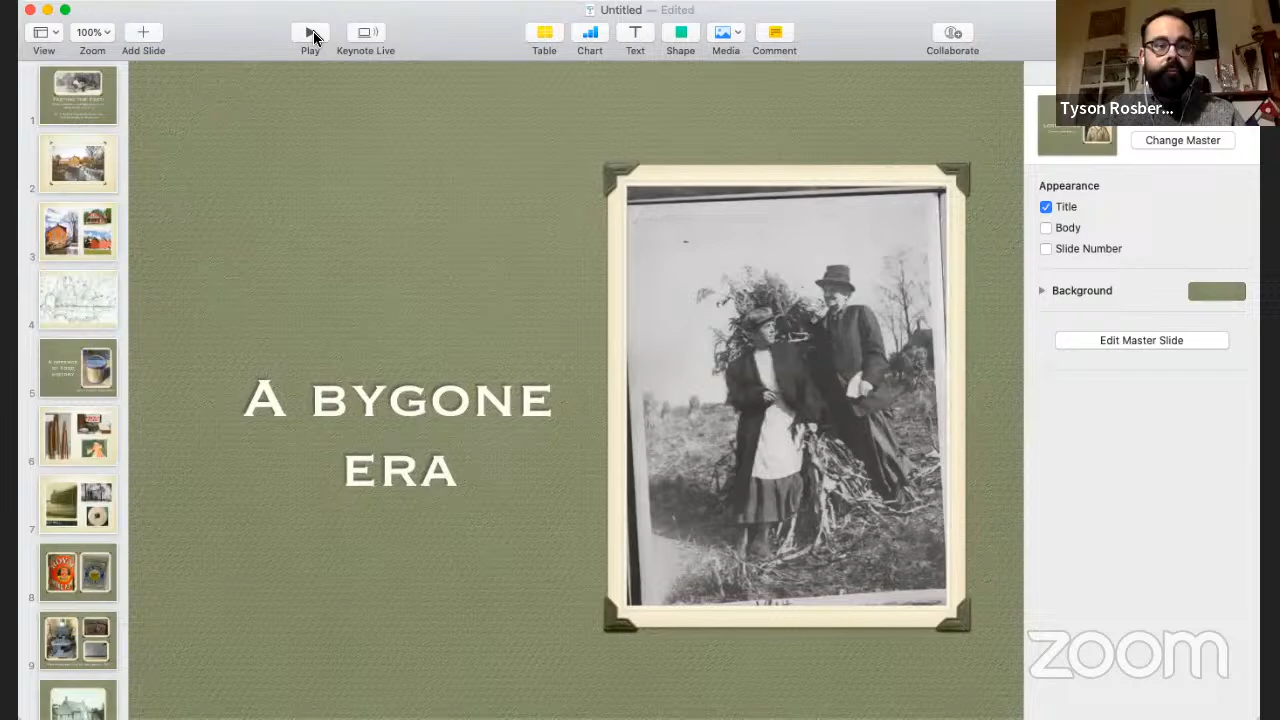 Untitled — Edited
100%
View
Zoom
Add Slide
Play
Keynote Live
Table
Chart
Text
Shape
Media
Comment
Collaborate
Tyson Rosber...
Change Master
Appearance
Title
Body
Slide Number
Background
Edit Master Slide
1
2
3
4
5
6
7
8
9
A BYGONE
ERA
zoom